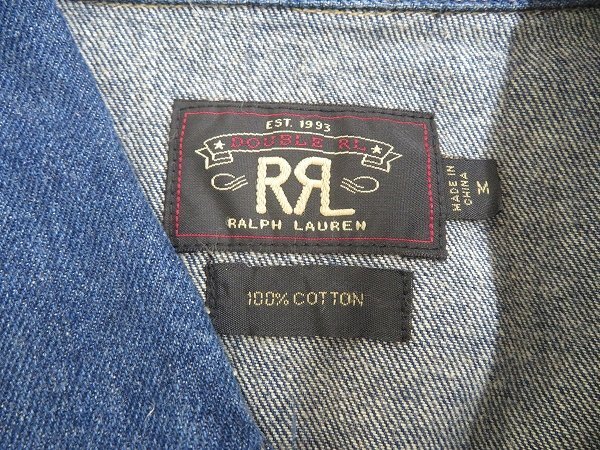 EST. 1993
DOUBLE RL
RRL
RALPH LAUREN
MADE IN
CHINA
M
100% COTTON